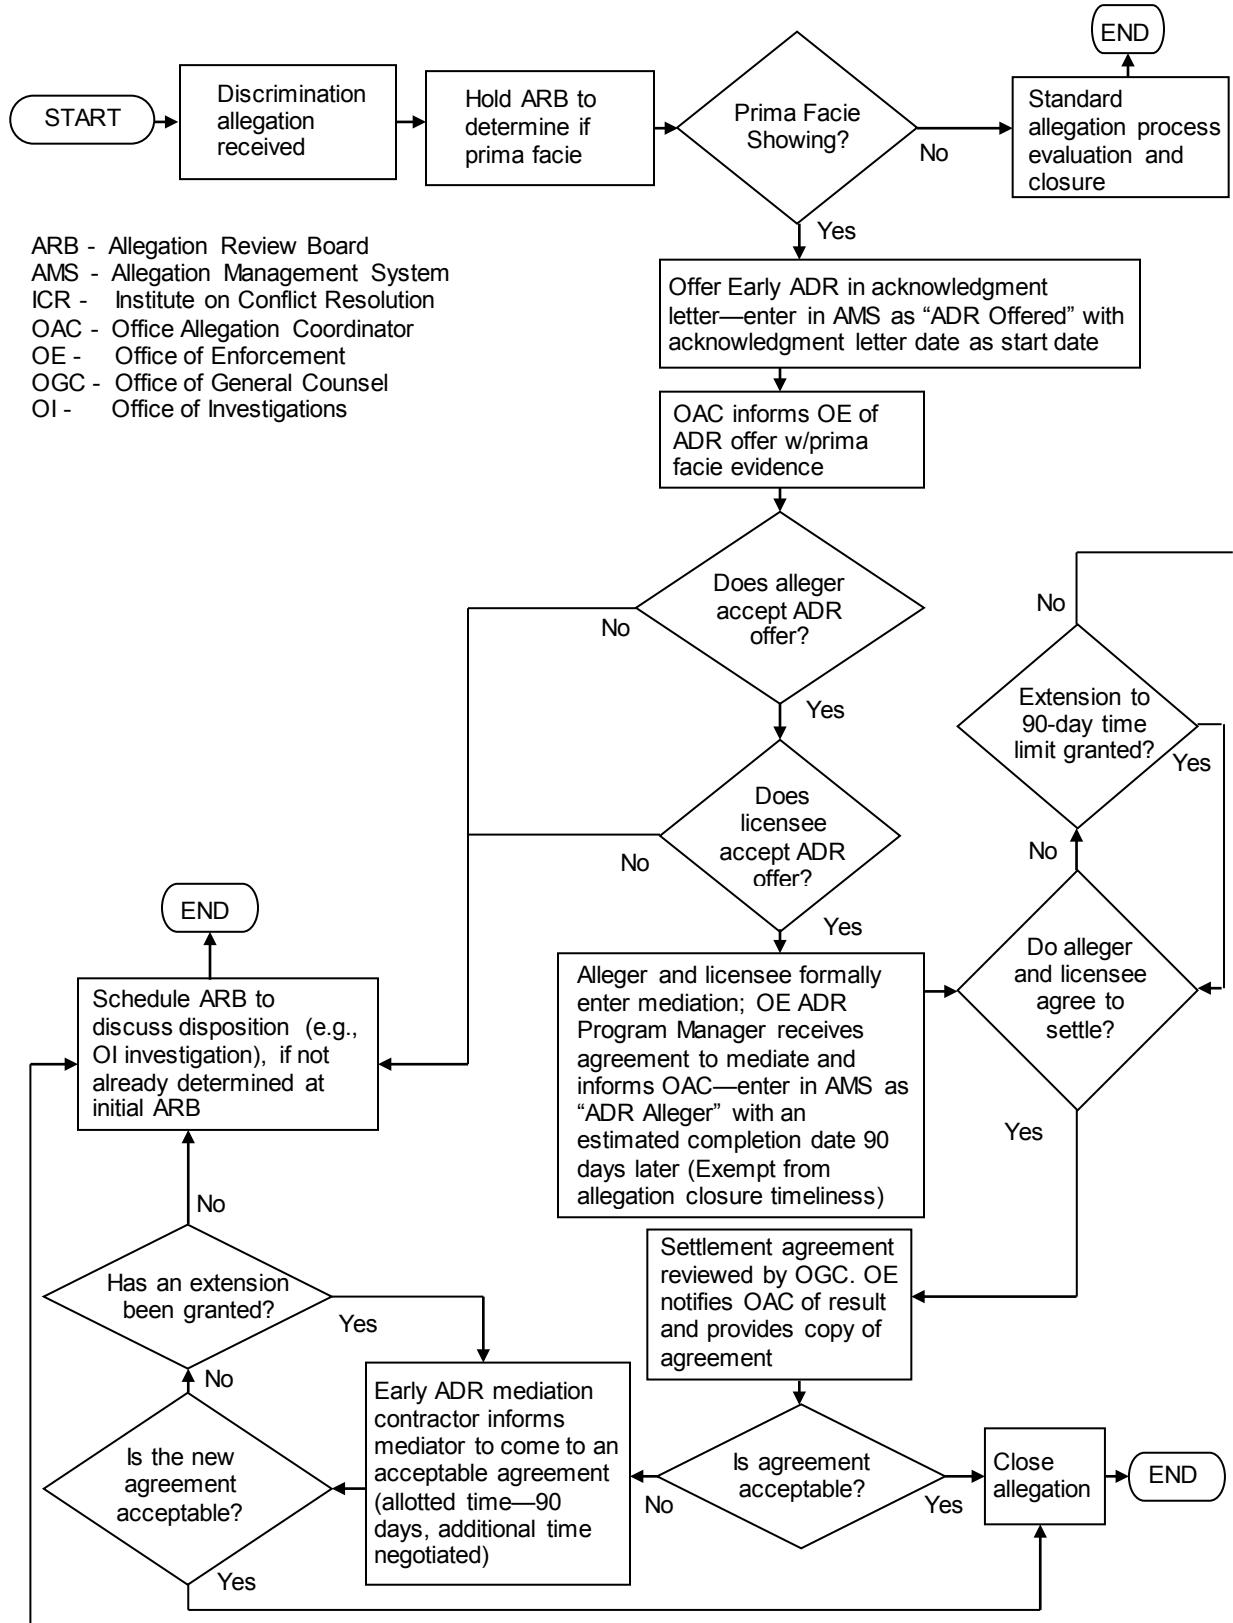 START
Discrimination
allegation
received
Hold ARB to
determine if
prima facie
Prima Facie
Showing?
No
Yes
END
Standard
allegation process
evaluation and
closure
ARB - Allegation Review Board
AMS - Allegation Management System
ICR - Institute on Conflict Resolution
OAC - Office Allegation Coordinator
OE - Office of Enforcement
OGC - Office of General Counsel
OI - Office of Investigations
Offer Early ADR in acknowledgment
letter—enter in AMS as “ADR Offered” with
acknowledgment letter date as start date
OAC informs OE of
ADR offer w/prima
facie evidence
Does alleger
accept ADR
offer?
No
Yes
Does
licensee
accept ADR
offer?
No
Yes
Extension to
90-day time
limit granted?
No
Yes
Do alleger
and licensee
agree to
settle?
No
Yes
END
Schedule ARB to
discuss disposition (e.g.,
OI investigation), if not
already determined at
initial ARB
Alleger and licensee formally
enter mediation; OE ADR
Program Manager receives
agreement to mediate and
informs OAC—enter in AMS as
“ADR Alleger” with an
estimated completion date 90
days later (Exempt from
allegation closure timeliness)
No
Has an extension
been granted?
Yes
Settlement agreement
reviewed by OGC. OE
notifies OAC of result
and provides copy of
agreement
No
Is the new
agreement
acceptable?
Yes
Early ADR mediation
contractor informs
mediator to come to an
acceptable agreement
(allotted time—90
days, additional time
negotiated)
Is agreement
acceptable?
No
Yes
Close
allegation
END